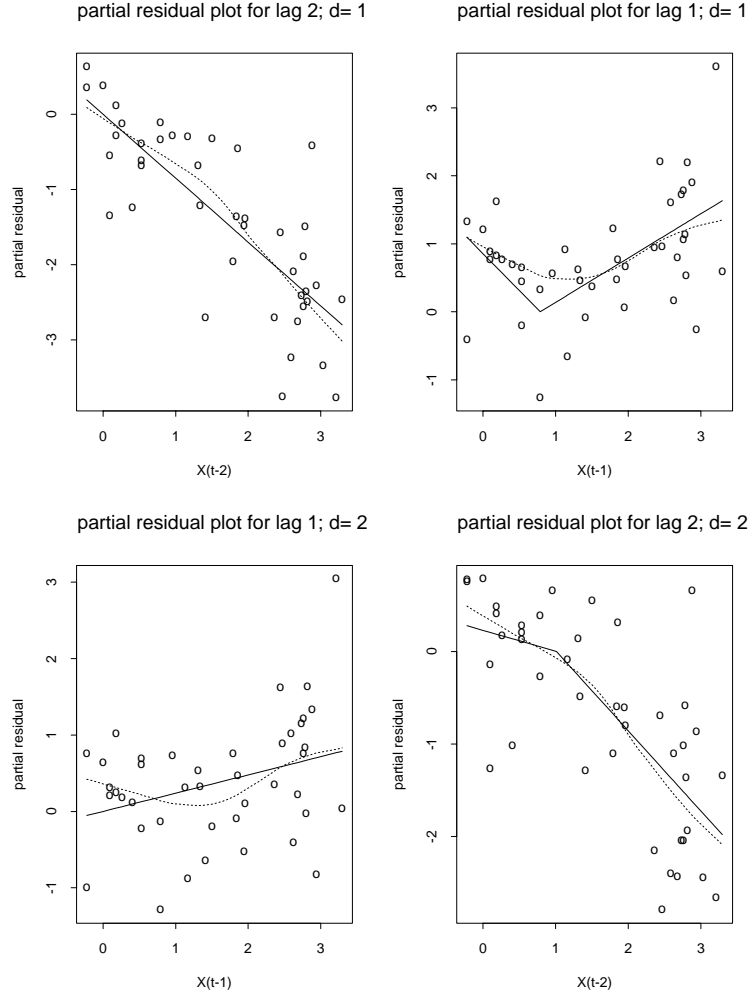 partial residual plot for lag 2; d= 1
partial residual
0
-1
-2
-3
0 1 2 3
X(t-2)
partial residual plot for lag 1; d= 1
partial residual
3
2
1
0
-1
0 1 2 3
X(t-1)
partial residual plot for lag 1; d= 2
partial residual
3
2
1
0
-1
0 1 2 3
X(t-1)
partial residual plot for lag 2; d= 2
partial residual
0
-1
-2
0 1 2 3
X(t-2)